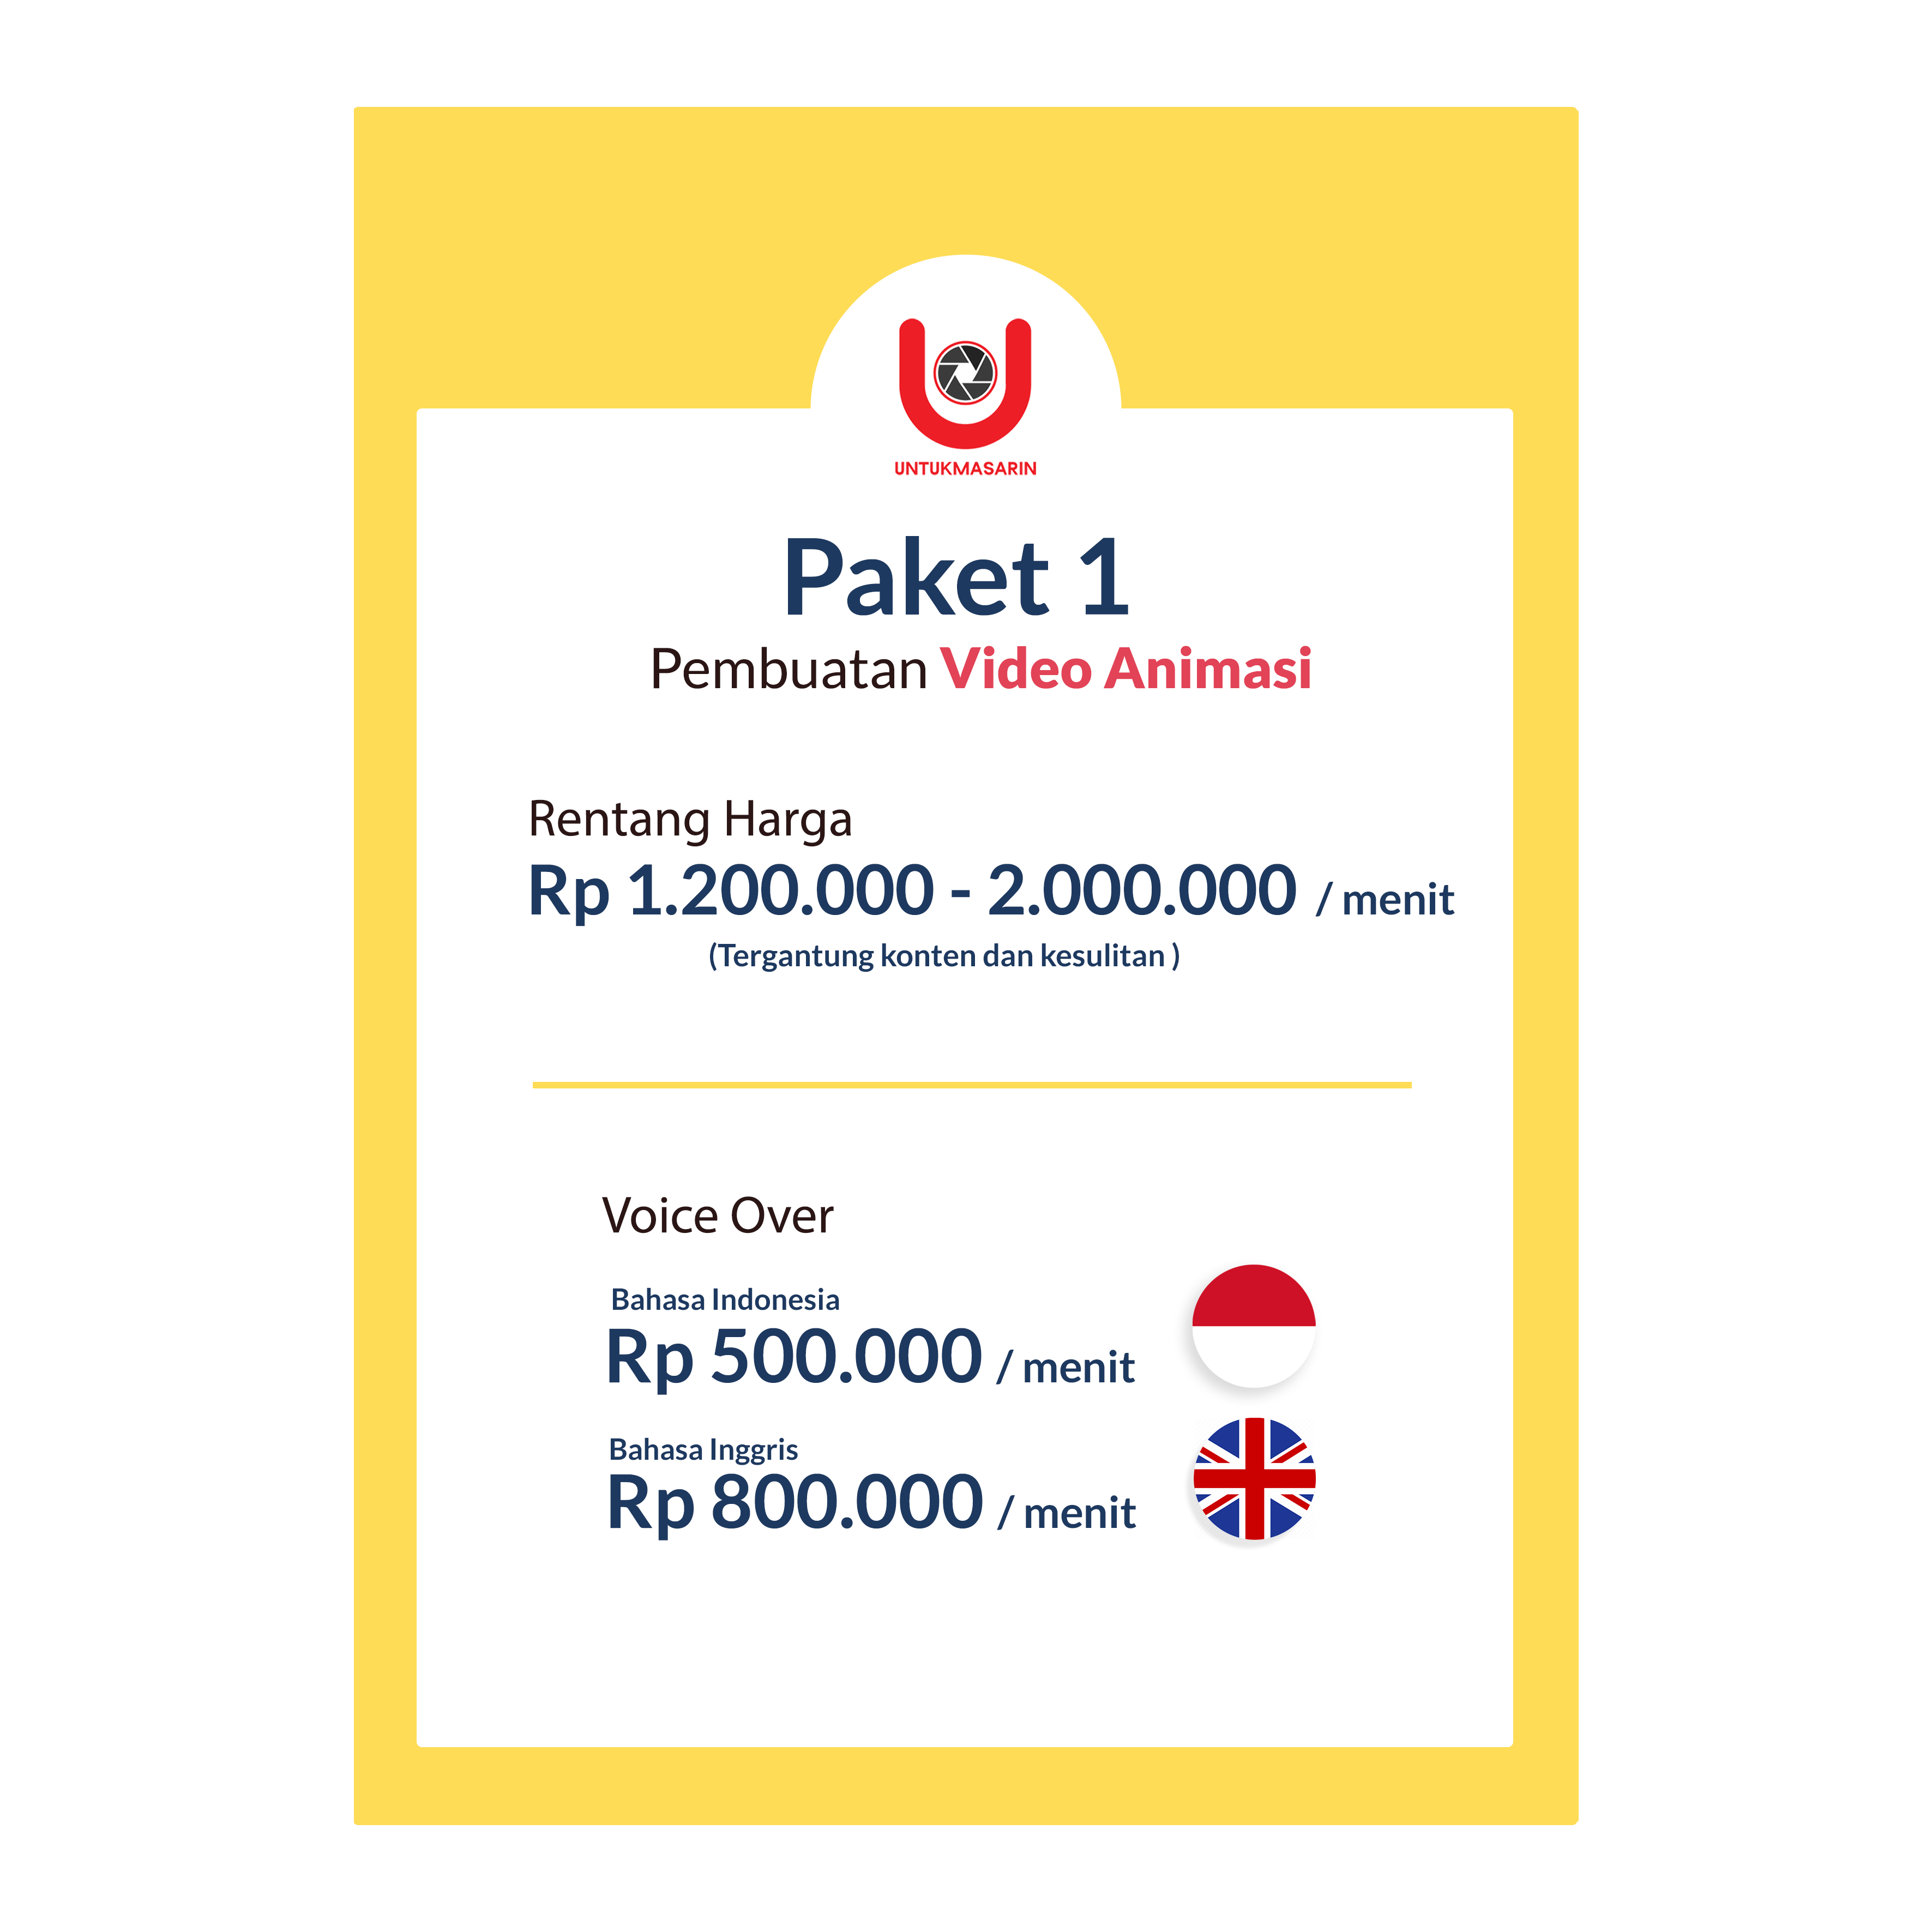 UNTUKMASARIN
Paket 1
Pembuatan Video Animasi
Rentang Harga
Rp 1.200.000 - 2.000.000 / menit
(Tergantung konten dan kesulitan )
Voice Over
Bahasa Indonesia
Rp 500.000 / menit
Bahasa Inggris
Rp 800.000 / menit